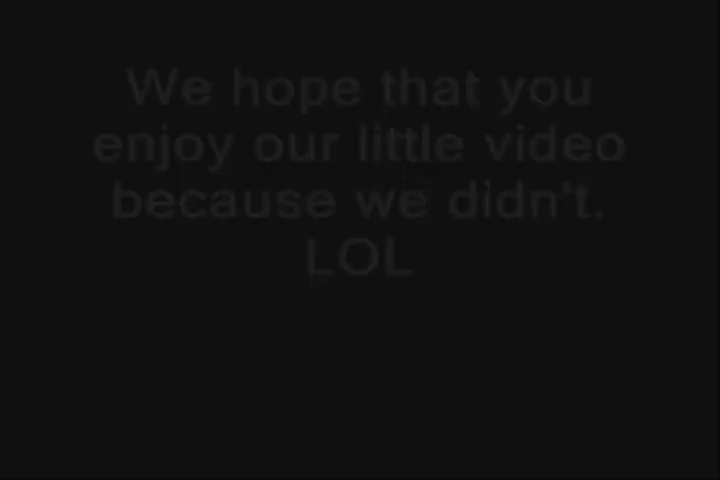 We hope that you
enjoy our little video
because we didn't.
LOL